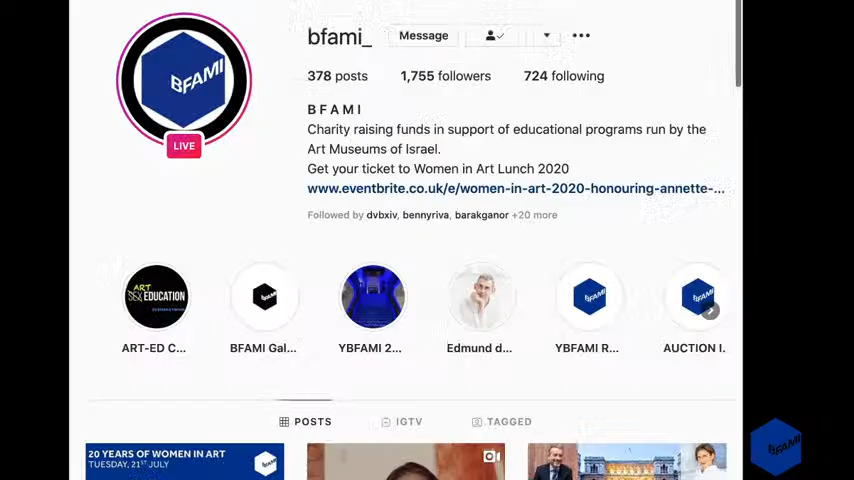 bfami_ Message
378 posts 1,755 followers 724 following
B F A M I
Charity raising funds in support of educational programs run by the
Art Museums of Israel.
Get your ticket to Women in Art Lunch 2020
www.eventbrite.co.uk/e/women-in-art-2020-honouring-annette-...
Followed by dvbxiv, bennyriva, barakganor +20 more
BFAMI
LIVE
ART
SEX EDUCATION
BFAMI
BFAMI
BFAMI
ART-ED C... BFAMI Gal... YBFAMI 2... Edmund d... YBFAMI R... AUCTION I.
POSTS IGTV TAGGED
20 YEARS OF WOMEN IN ART
TUESDAY, 21ST JULY
BFAMI
BFAMI